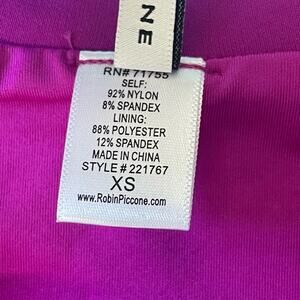 NE
RN# 71755
SELF:
92% NYLON
8% SPANDEX
LINING:
88% POLYESTER
12% SPANDEX
MADE IN CHINA
STYLE # 221767
XS
www.RobinPiccone.com